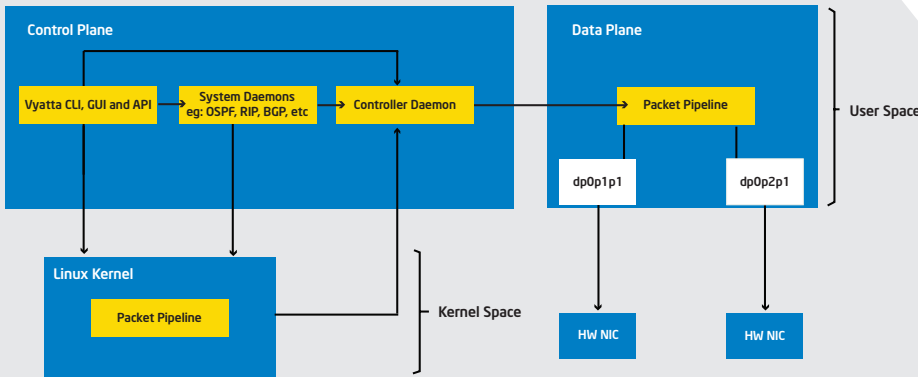 Control Plane
Data Plane
Vyatta CLI, GUI and API
System Daemons
eg: OSPF, RIP, BGP, etc
Controller Daemon
Packet Pipeline
User Space
dp0p1p1
dp0p2p1
Linux Kernel
Packet Pipeline
Kernel Space
HW NIC
HW NIC